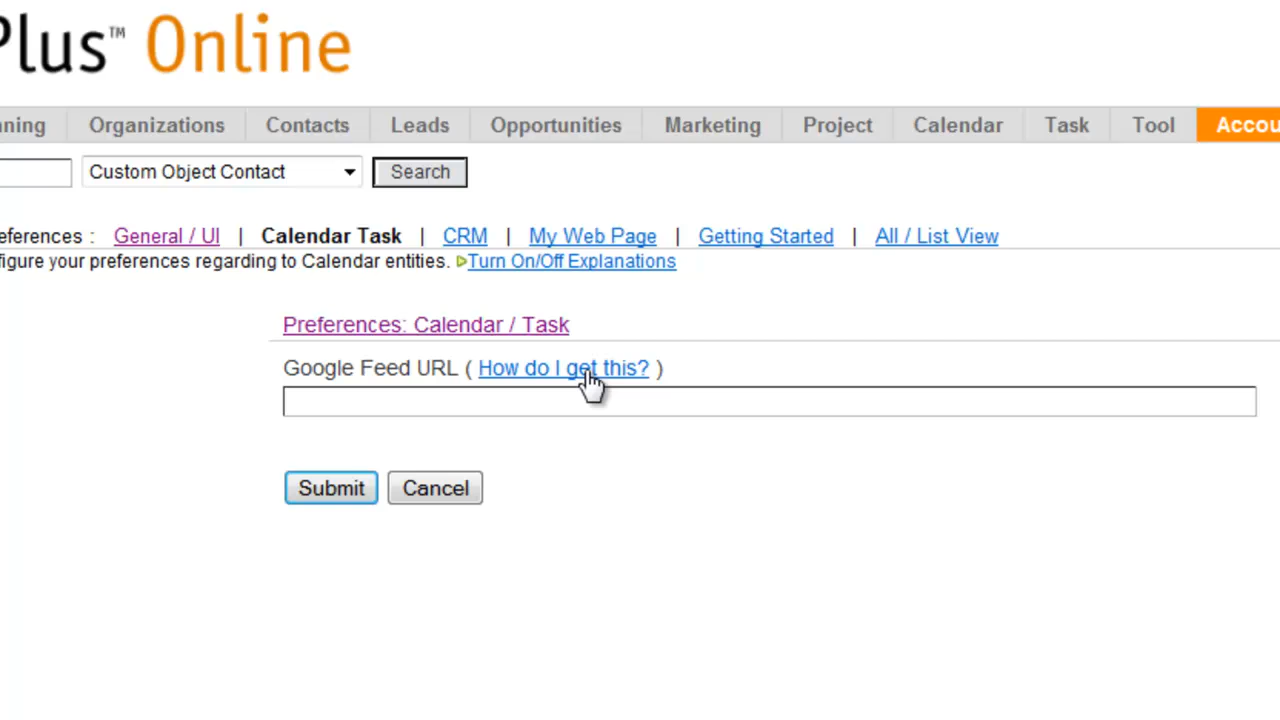 Plus™ Online
ning Organizations Contacts Leads Opportunities Marketing Project Calendar Task Tool Accou
Custom Object Contact Search
eferences : General / UI | Calendar Task | CRM | My Web Page | Getting Started | All / List View
figure your preferences regarding to Calendar entities. Turn On/Off Explanations
Preferences: Calendar / Task
Google Feed URL ( How do I get this? )
Submit Cancel